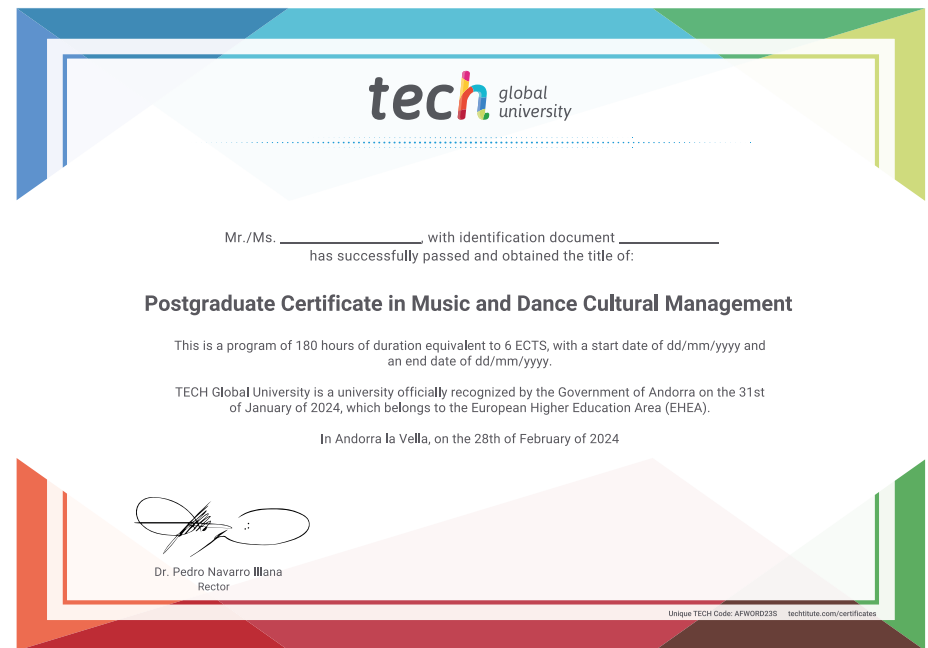 tech global university
Mr./Ms. ____________________, with identification document ______________
has successfully passed and obtained the title of:
Postgraduate Certificate in Music and Dance Cultural Management
This is a program of 180 hours of duration equivalent to 6 ECTS, with a start date of dd/mm/yyyy and
an end date of dd/mm/yyyy.
TECH Global University is a university officially recognized by the Government of Andorra on the 31st
of January of 2024, which belongs to the European Higher Education Area (EHEA).
In Andorra la Vella, on the 28th of February of 2024
Dr. Pedro Navarro Illana
Rector
Unique TECH Code: AFWORD23S techtitute.com/certificates